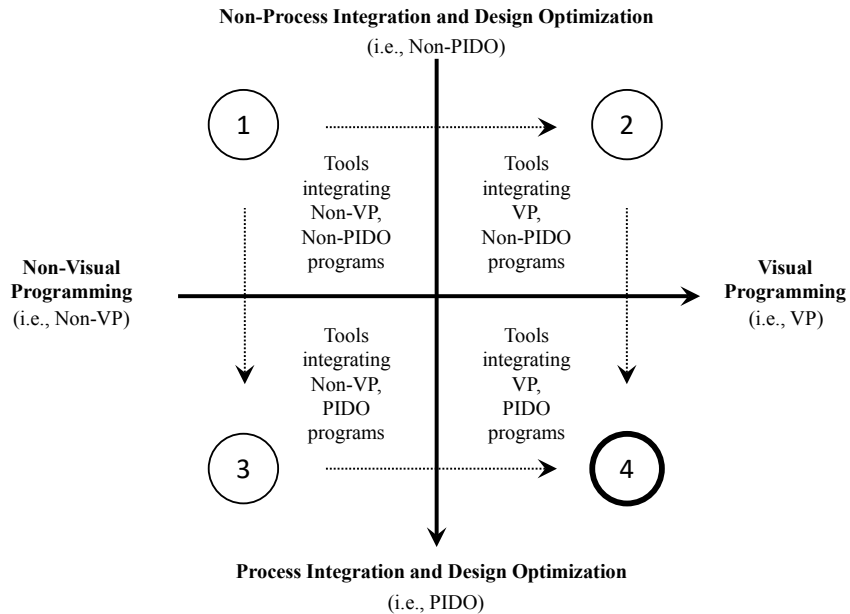 Non-Process Integration and Design Optimization
(i.e., Non-PIDO)
1
2
Tools
integrating
Non-VP,
Non-PIDO
programs
Tools
integrating
VP,
Non-PIDO
programs
Non-Visual
Programming
(i.e., Non-VP)
Visual
Programming
(i.e., VP)
Tools
integrating
Non-VP,
PIDO
programs
Tools
integrating
VP,
PIDO
programs
3
4
Process Integration and Design Optimization
(i.e., PIDO)